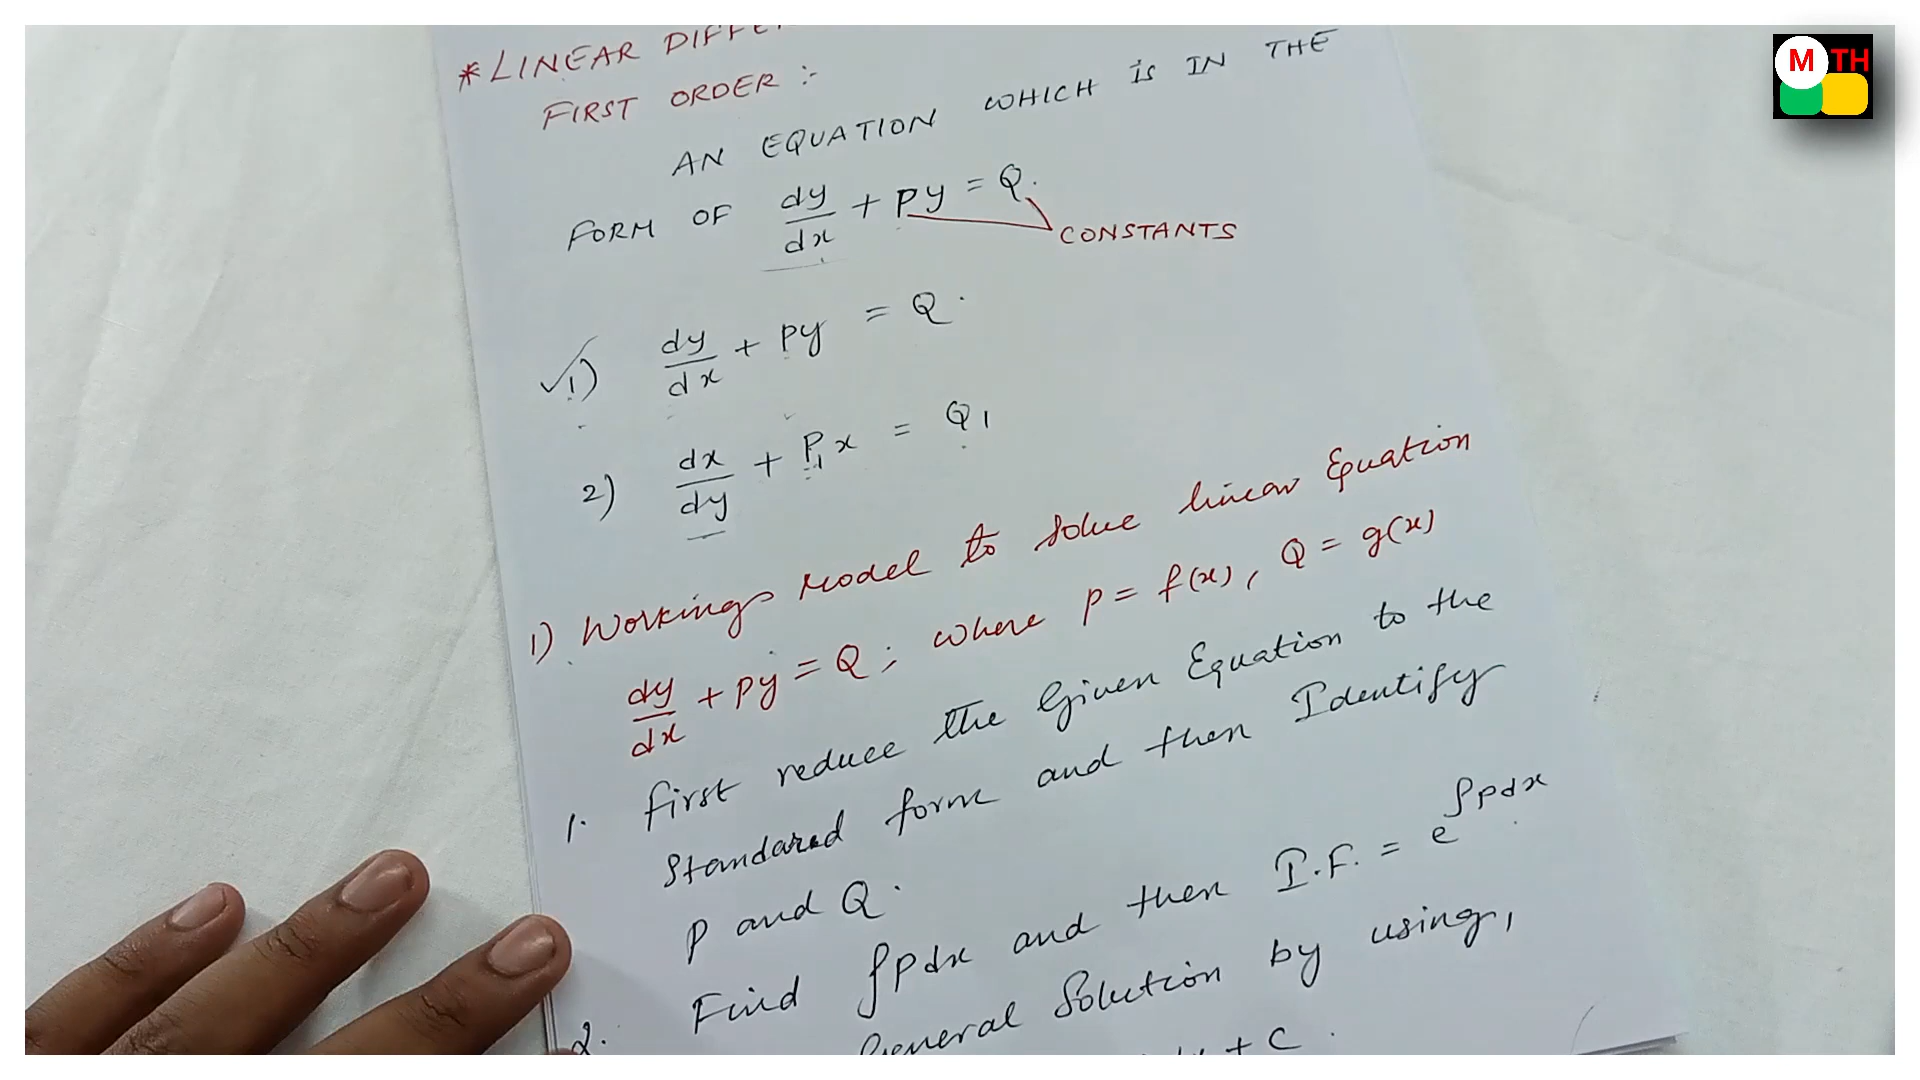 M TH
* LINEAR
FIRST ORDER :-
AN EQUATION WHICH is IN THE
FORM OF dy/dx + Py = Q.
CONSTANTS
1) dy/dx + Py = Q.
2) dx/dy + P1x = Q1
1) Working Model to Solve linear Equation
dy/dx + Py = Q ; where P = f(x), Q = g(x)
1. first reduce the Given Equation to the
Standared form and then Identify
P and Q.
2. Find ∫Pdx and then I.F. = e^∫Pdx
General Solution by using,
+ C.